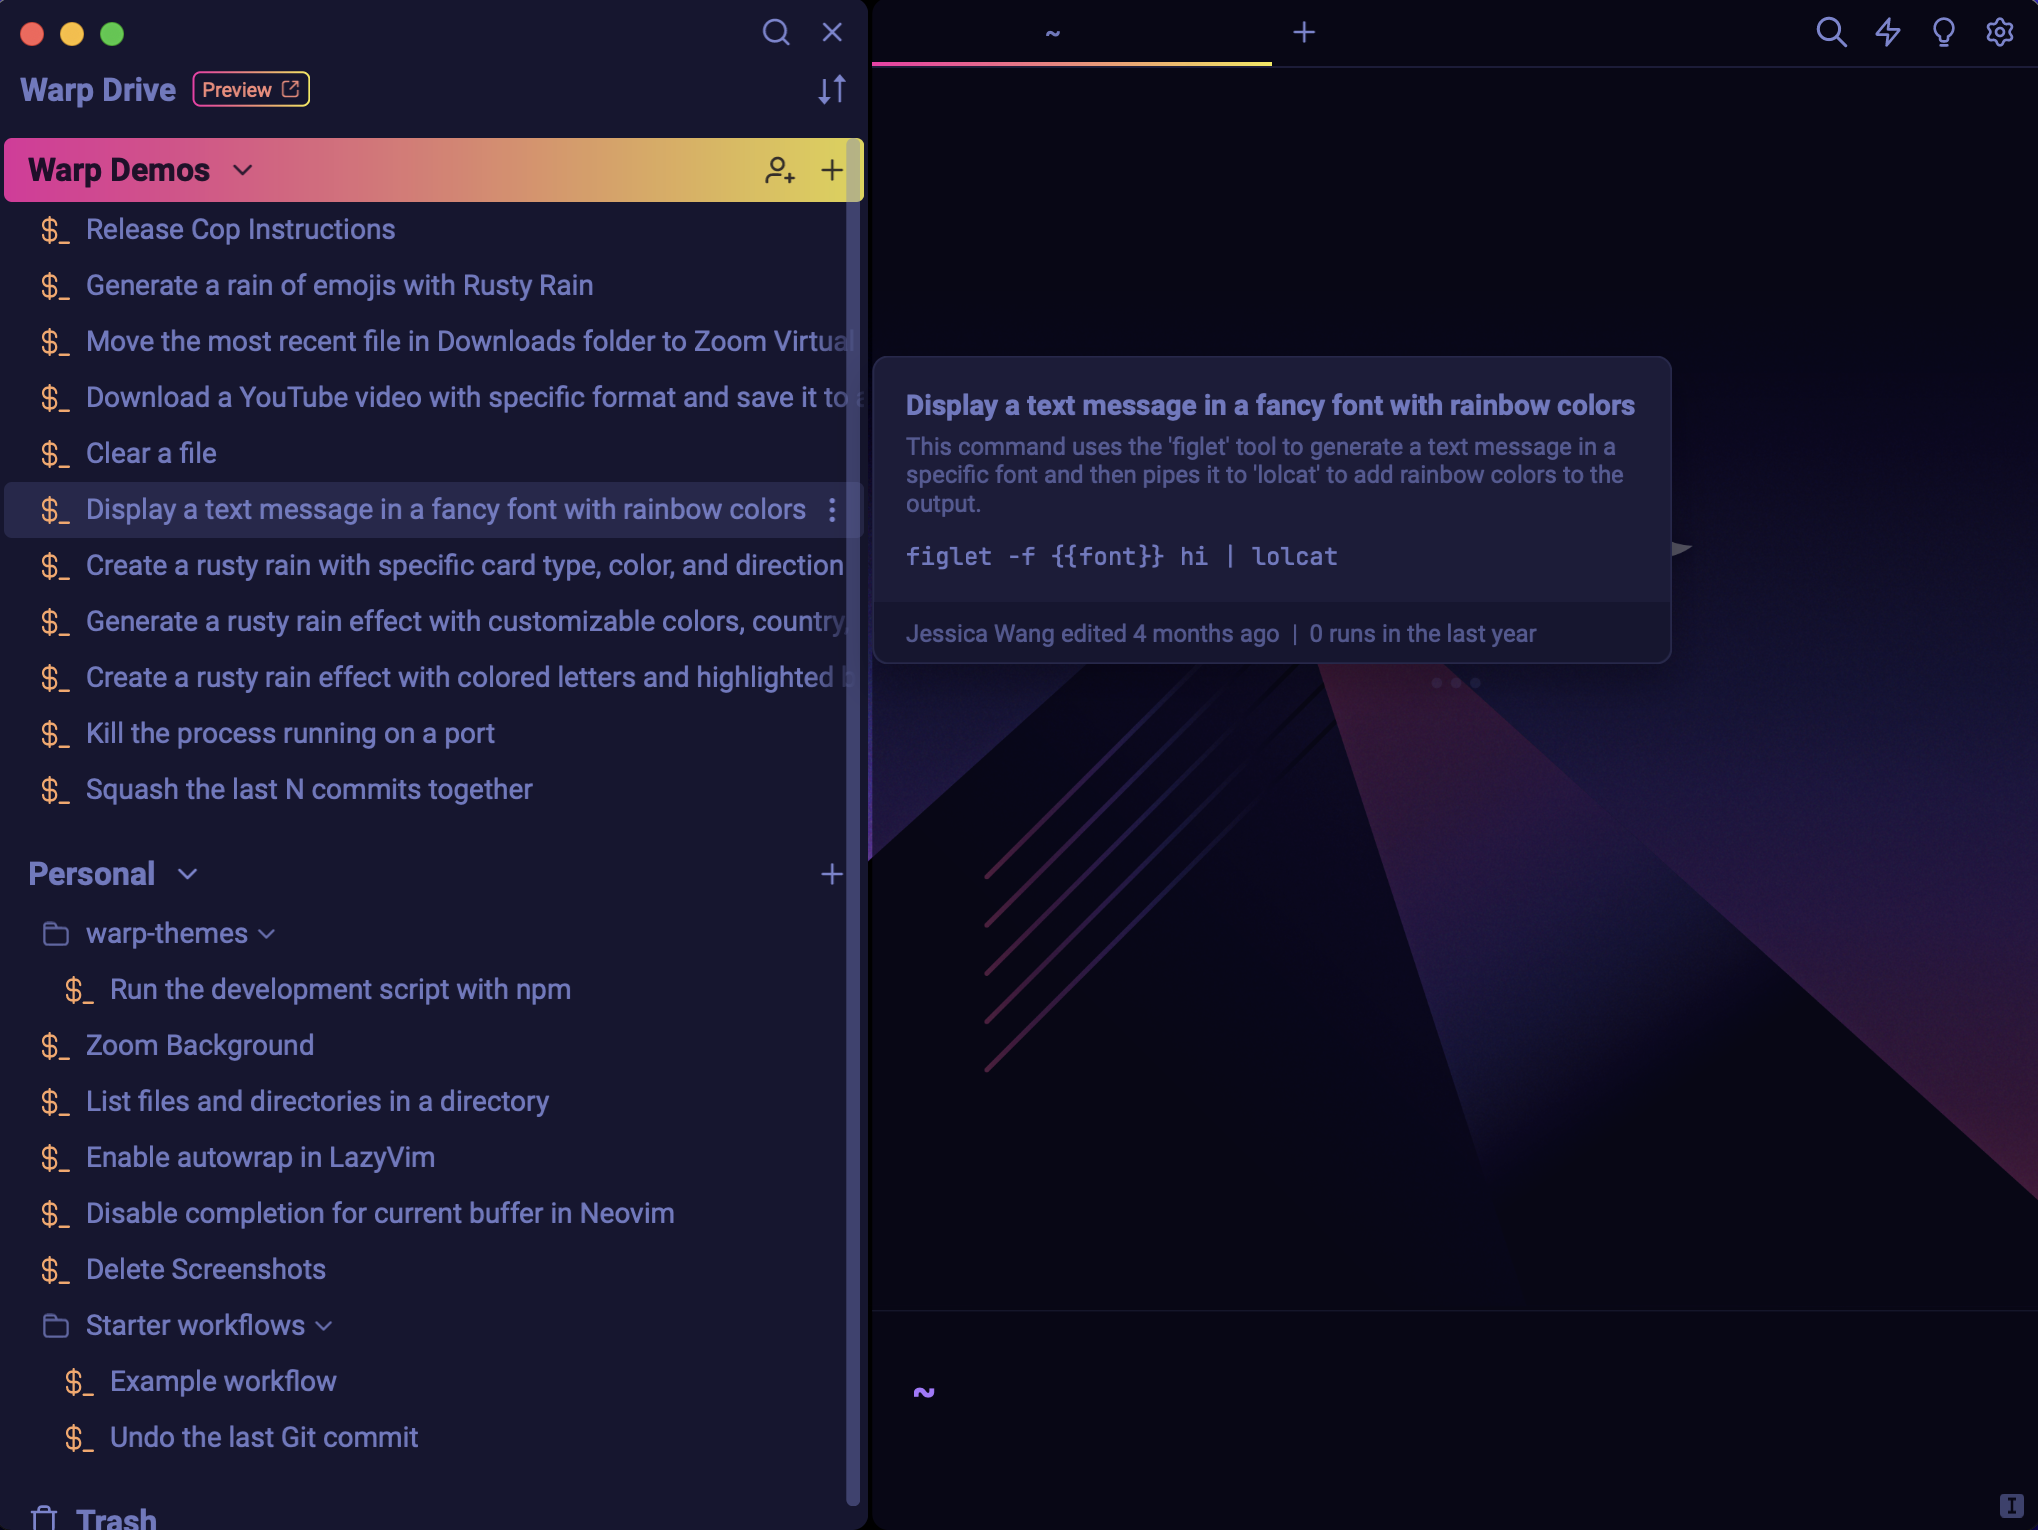 Warp Drive Preview
Warp Demos
$_ Release Cop Instructions
$_ Generate a rain of emojis with Rusty Rain
$_ Move the most recent file in Downloads folder to Zoom Virtual
$_ Download a YouTube video with specific format and save it to a
$_ Clear a file
$_ Display a text message in a fancy font with rainbow colors
$_ Create a rusty rain with specific card type, color, and direction
$_ Generate a rusty rain effect with customizable colors, country,
$_ Create a rusty rain effect with colored letters and highlighted b
$_ Kill the process running on a port
$_ Squash the last N commits together
Personal
warp-themes
$_ Run the development script with npm
$_ Zoom Background
$_ List files and directories in a directory
$_ Enable autowrap in LazyVim
$_ Disable completion for current buffer in Neovim
$_ Delete Screenshots
Starter workflows
$_ Example workflow
$_ Undo the last Git commit
Trash
~
Display a text message in a fancy font with rainbow colors
This command uses the 'figlet' tool to generate a text message in a
specific font and then pipes it to 'lolcat' to add rainbow colors to the
output.
figlet -f {{font}} hi | lolcat
Jessica Wang edited 4 months ago | 0 runs in the last year
~